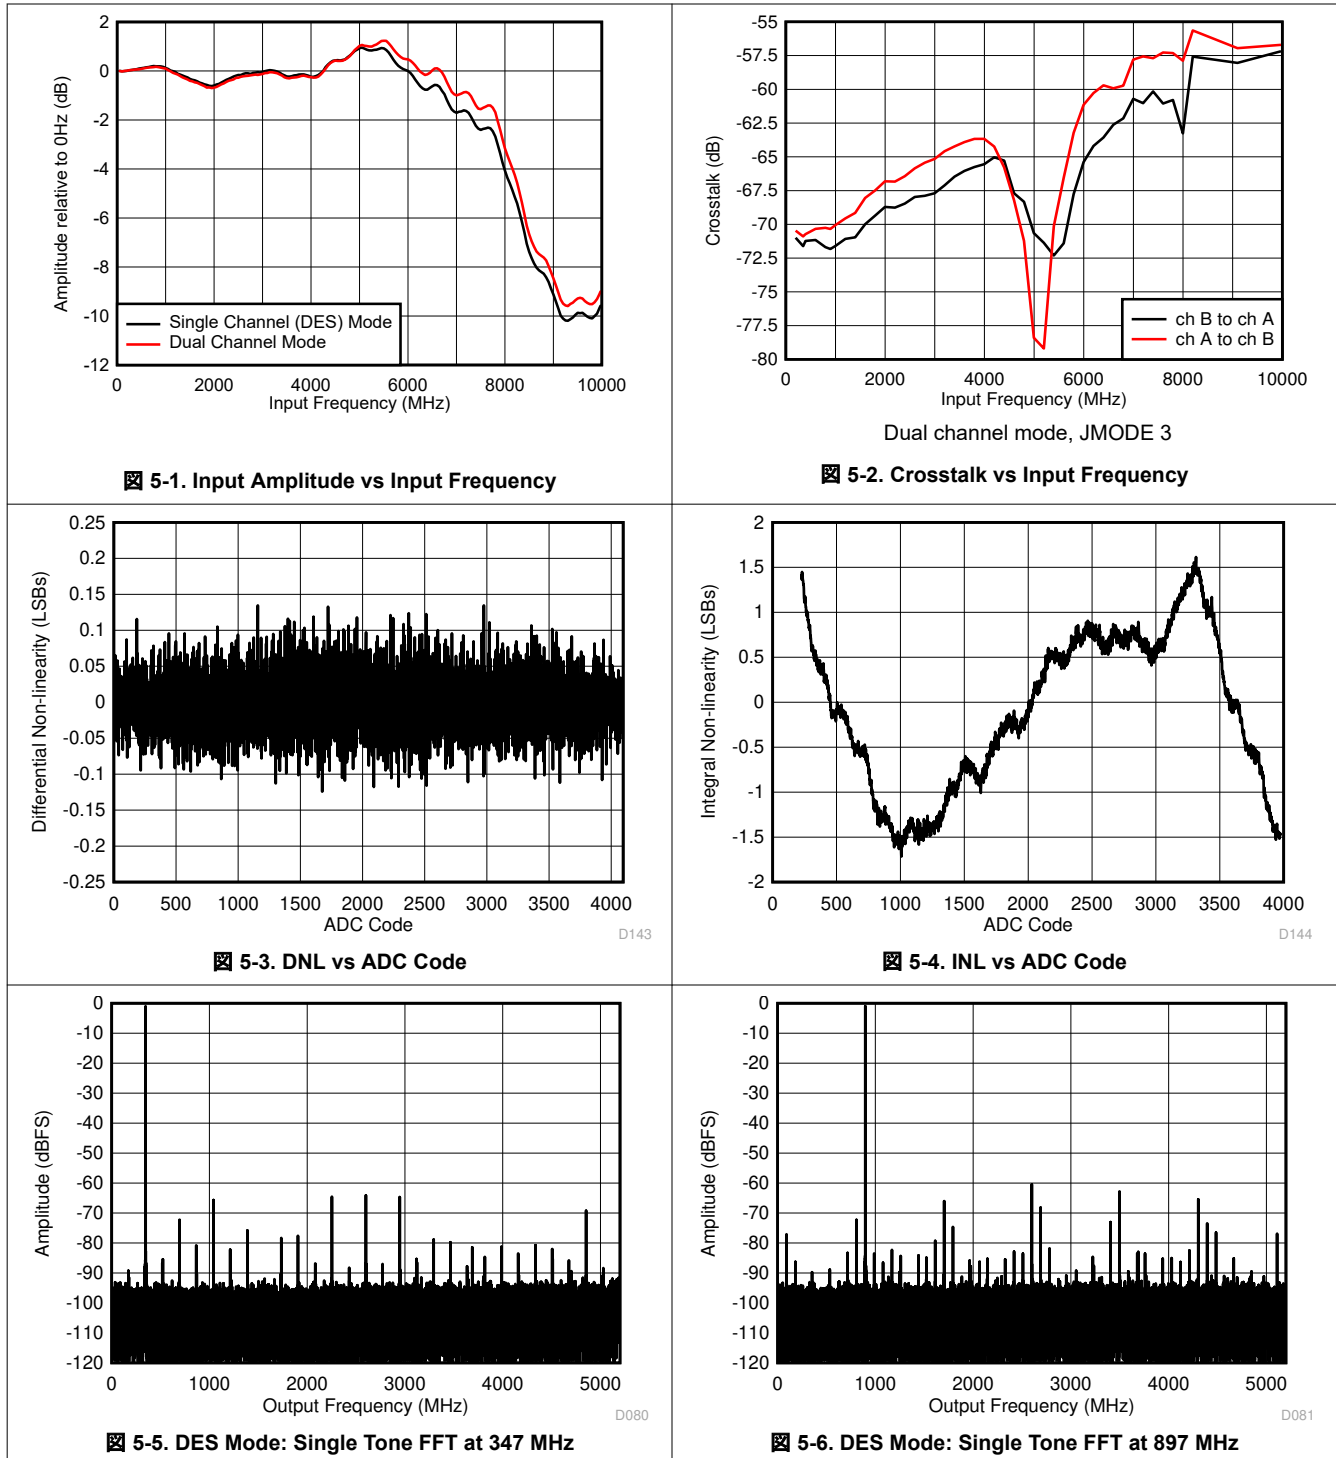 2
0
-2
-4
-6
-8
-10
-12
Amplitude relative to 0Hz (dB)
Single Channel (DES) Mode
Dual Channel Mode
0 2000 4000 6000 8000 10000
Input Frequency (MHz)
図 5-1. Input Amplitude vs Input Frequency
-55
-57.5
-60
-62.5
-65
-67.5
-70
-72.5
-75
-77.5
-80
Crosstalk (dB)
ch B to ch A
ch A to ch B
0 2000 4000 6000 8000 10000
Input Frequency (MHz)
Dual channel mode, JMODE 3
図 5-2. Crosstalk vs Input Frequency
0.25
0.2
0.15
0.1
0.05
0
-0.05
-0.1
-0.15
-0.2
-0.25
Differential Non-linearity (LSBs)
0 500 1000 1500 2000 2500 3000 3500 4000
ADC Code
D143
図 5-3. DNL vs ADC Code
2
1.5
1
0.5
0
-0.5
-1
-1.5
-2
Integral Non-linearity (LSBs)
0 500 1000 1500 2000 2500 3000 3500 4000
ADC Code
D144
図 5-4. INL vs ADC Code
0
-10
-20
-30
-40
-50
-60
-70
-80
-90
-100
-110
-120
Amplitude (dBFS)
0 1000 2000 3000 4000 5000
Output Frequency (MHz)
D080
図 5-5. DES Mode: Single Tone FFT at 347 MHz
0
-10
-20
-30
-40
-50
-60
-70
-80
-90
-100
-110
-120
Amplitude (dBFS)
0 1000 2000 3000 4000 5000
Output Frequency (MHz)
D081
図 5-6. DES Mode: Single Tone FFT at 897 MHz